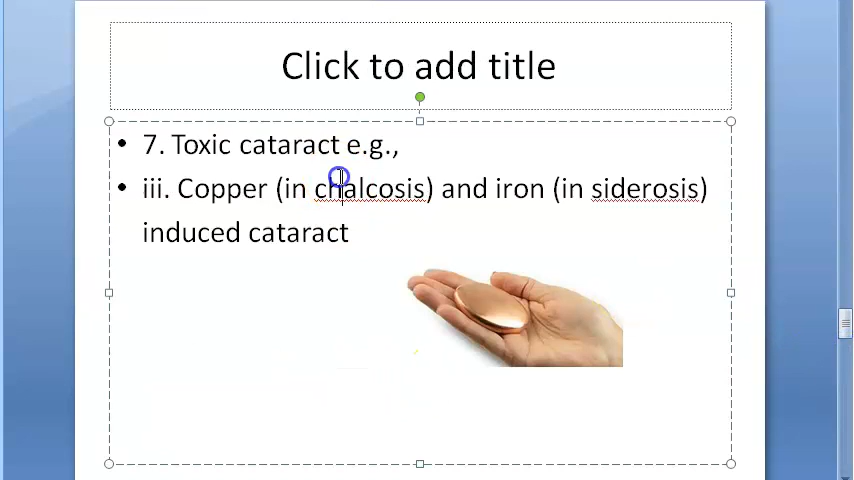 Click to add title
• 7. Toxic cataract e.g.,
• iii. Copper (in chalcosis) and iron (in siderosis)
induced cataract